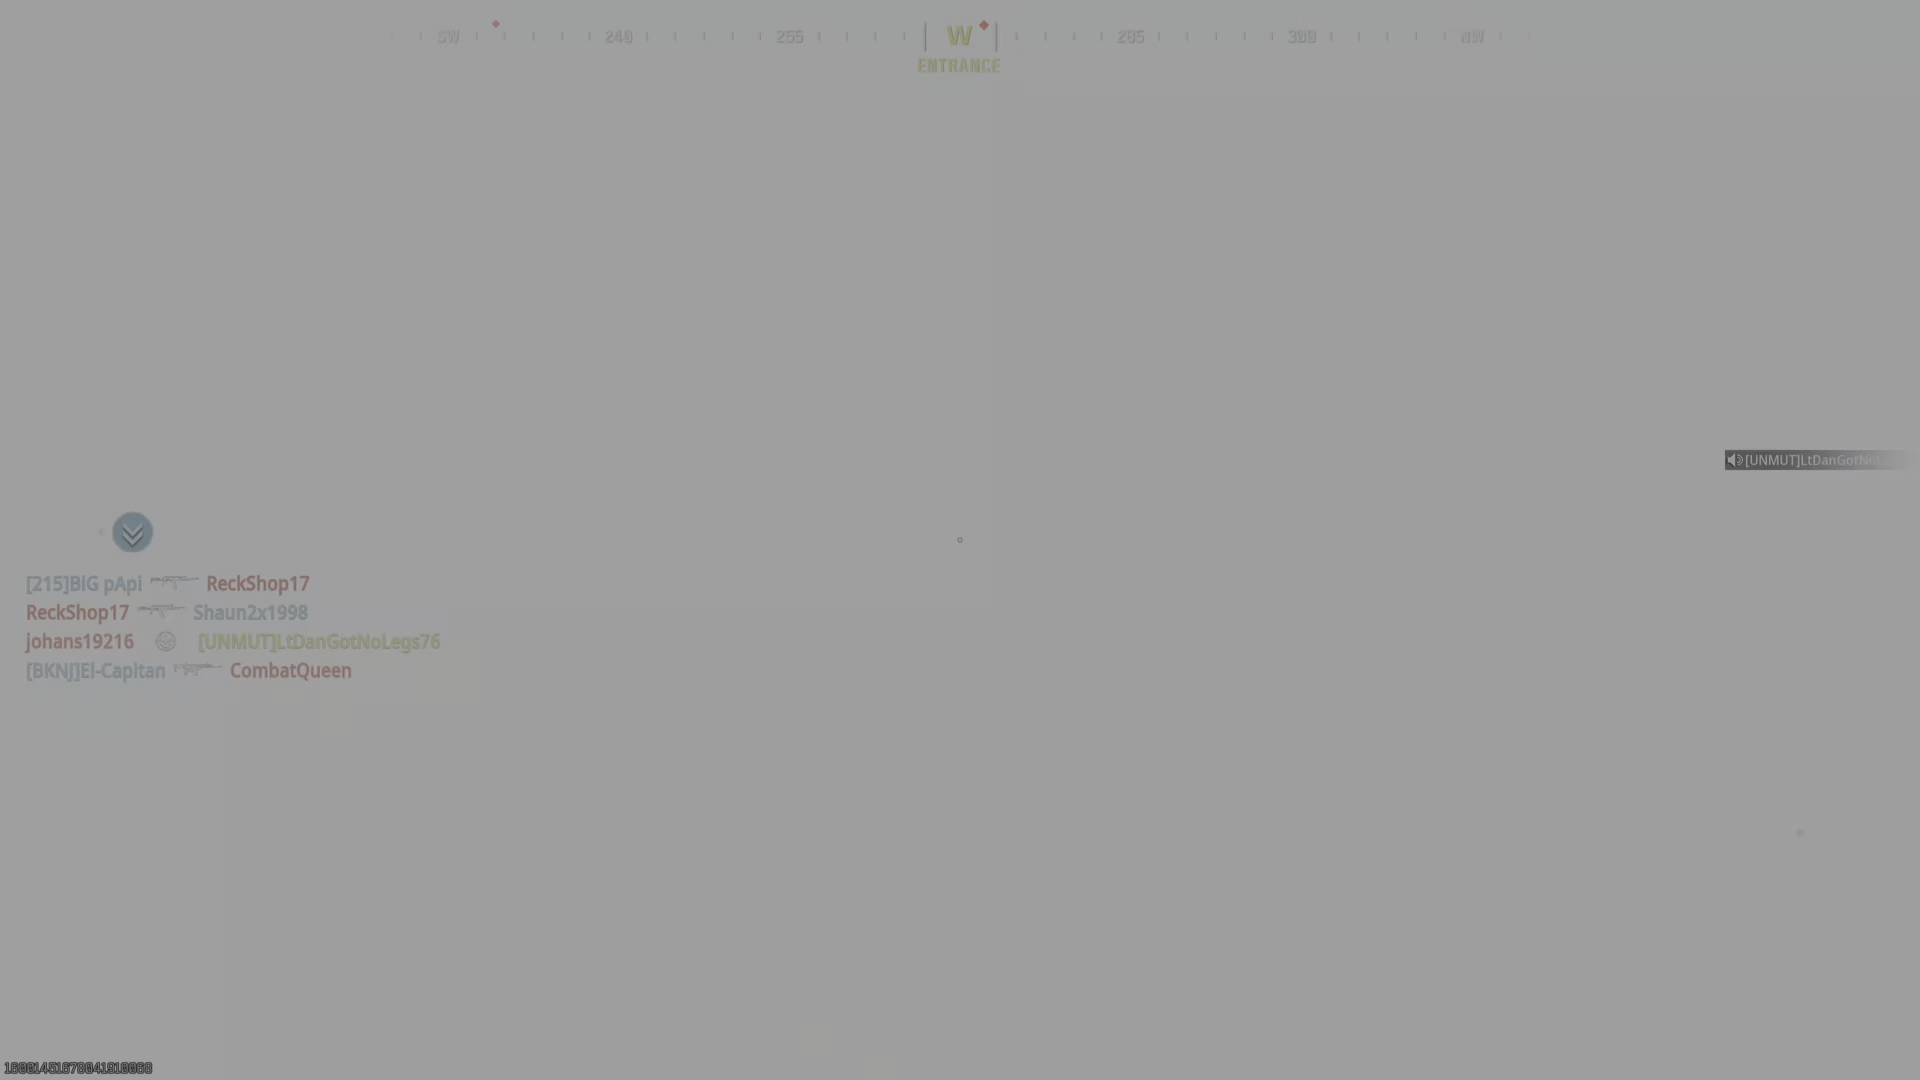 SW 240 255 W 285 300 NW
ENTRANCE
[UNMUT]LtDanGotNoL
[215]BiG pApi ReckShop17
ReckShop17 Shaun2x1998
johans19216 [UNMUT]LtDanGotNoLegs76
[BKNJ]El-Capitan CombatQueen